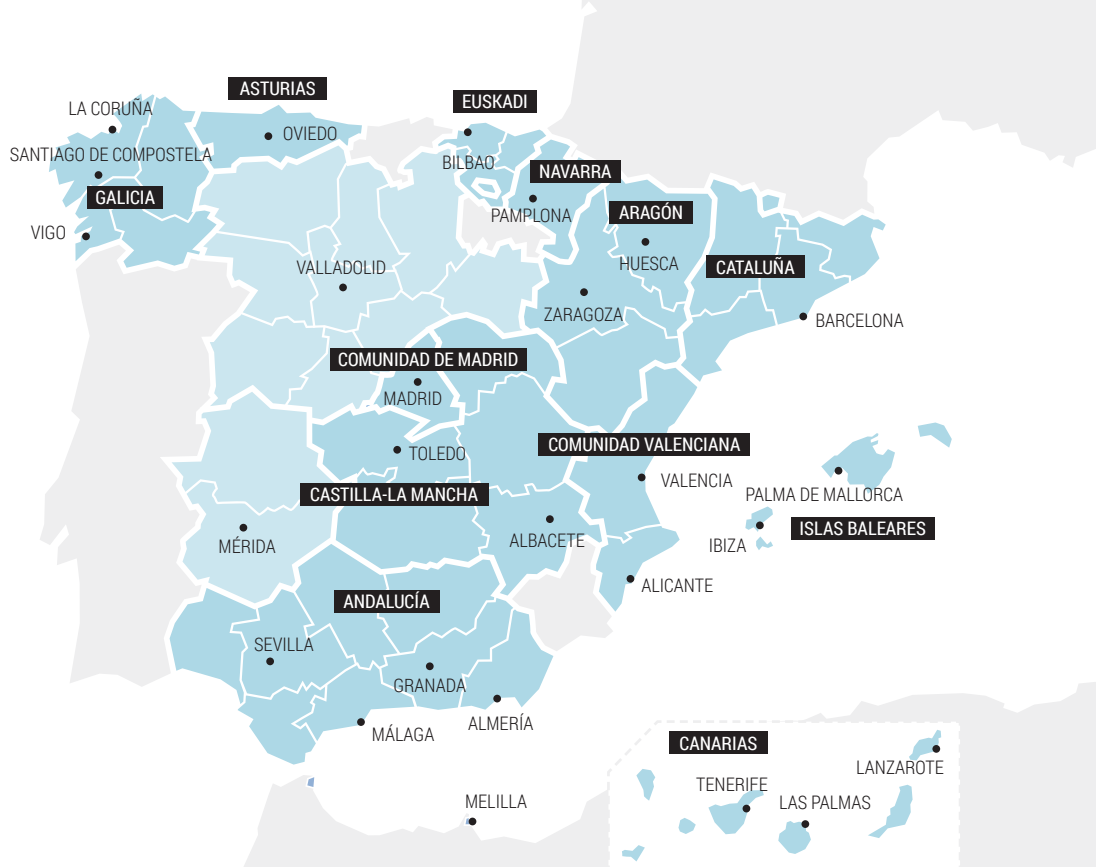 ASTURIAS
EUSKADI
LA CORUÑA
OVIEDO
SANTIAGO DE COMPOSTELA
BILBAO
NAVARRA
GALICIA
PAMPLONA
ARAGÓN
VIGO
HUESCA
CATALUÑA
VALLADOLID
ZARAGOZA
BARCELONA
COMUNIDAD DE MADRID
MADRID
COMUNIDAD VALENCIANA
TOLEDO
VALENCIA
CASTILLA-LA MANCHA
PALMA DE MALLORCA
ISLAS BALEARES
MÉRIDA
ALBACETE
IBIZA
ALICANTE
ANDALUCÍA
SEVILLA
GRANADA
ALMERÍA
MÁLAGA
CANARIAS
LANZAROTE
TENERIFE
LAS PALMAS
MELILLA